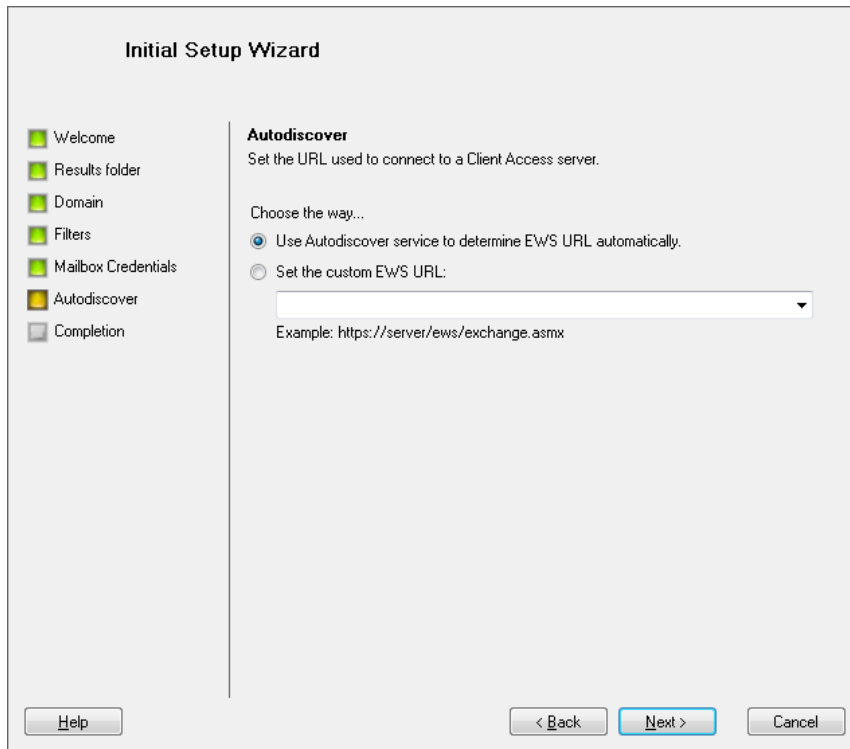 Initial Setup Wizard
Welcome
Results folder
Domain
Filters
Mailbox Credentials
Autodiscover
Completion
Autodiscover
Set the URL used to connect to a Client Access server.
Choose the way...
Use Autodiscover service to determine EWS URL automatically.
Set the custom EWS URL:
Example: https://server/ews/exchange.asmx
Help
< Back
Next >
Cancel